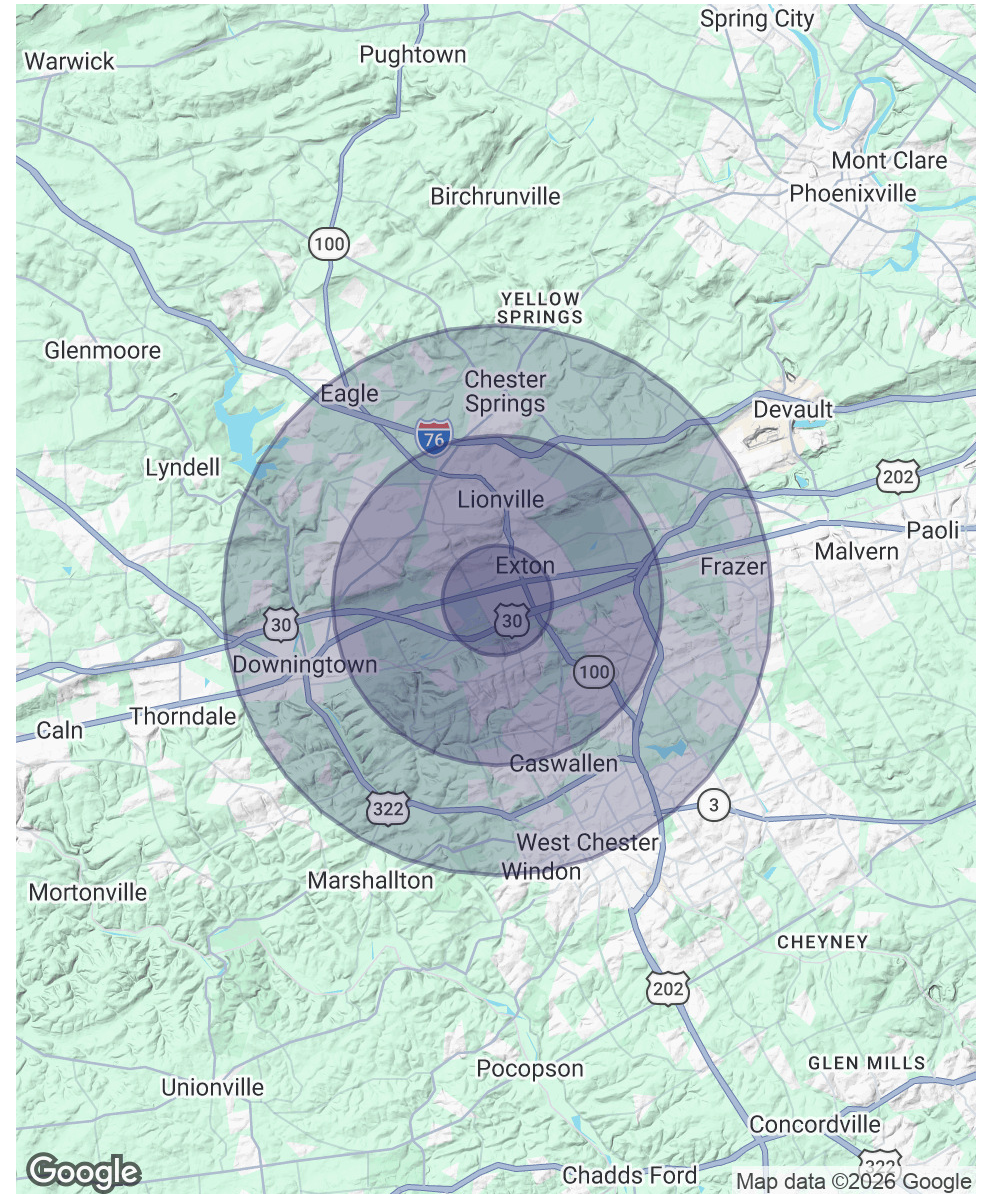 Spring City
Pughtown
Warwick
Mont Clare
Phoenixville
Birchrunville
100
YELLOW
SPRINGS
Glenmoore
Chester
Springs
Eagle
Devault
76
Lyndell
202
Lionville
Paoli
Malvern
Exton
Frazer
30
30
Downingtown
100
Thorndale
Caln
Caswallen
3
322
West Chester
Windon
Marshallton
Mortonville
CHEYNEY
202
GLEN MILLS
Pocopson
Unionville
Concordville
322
Google
Chadds Ford
Map data ©2026 Google